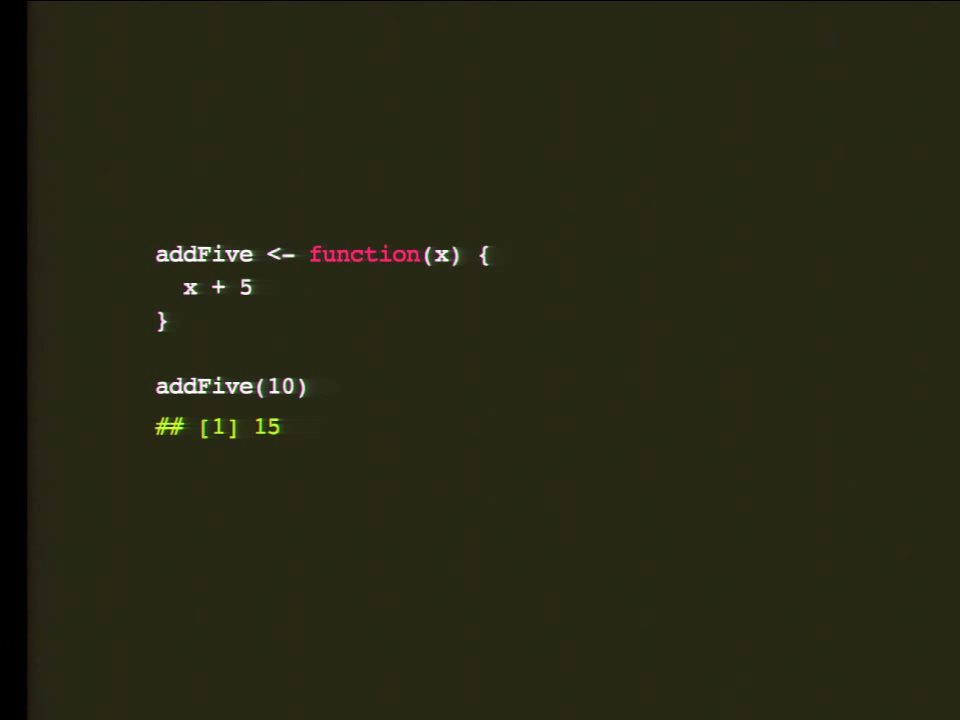 addFive <- function(x) {
  x + 5
}
addFive(10)
## [1] 15